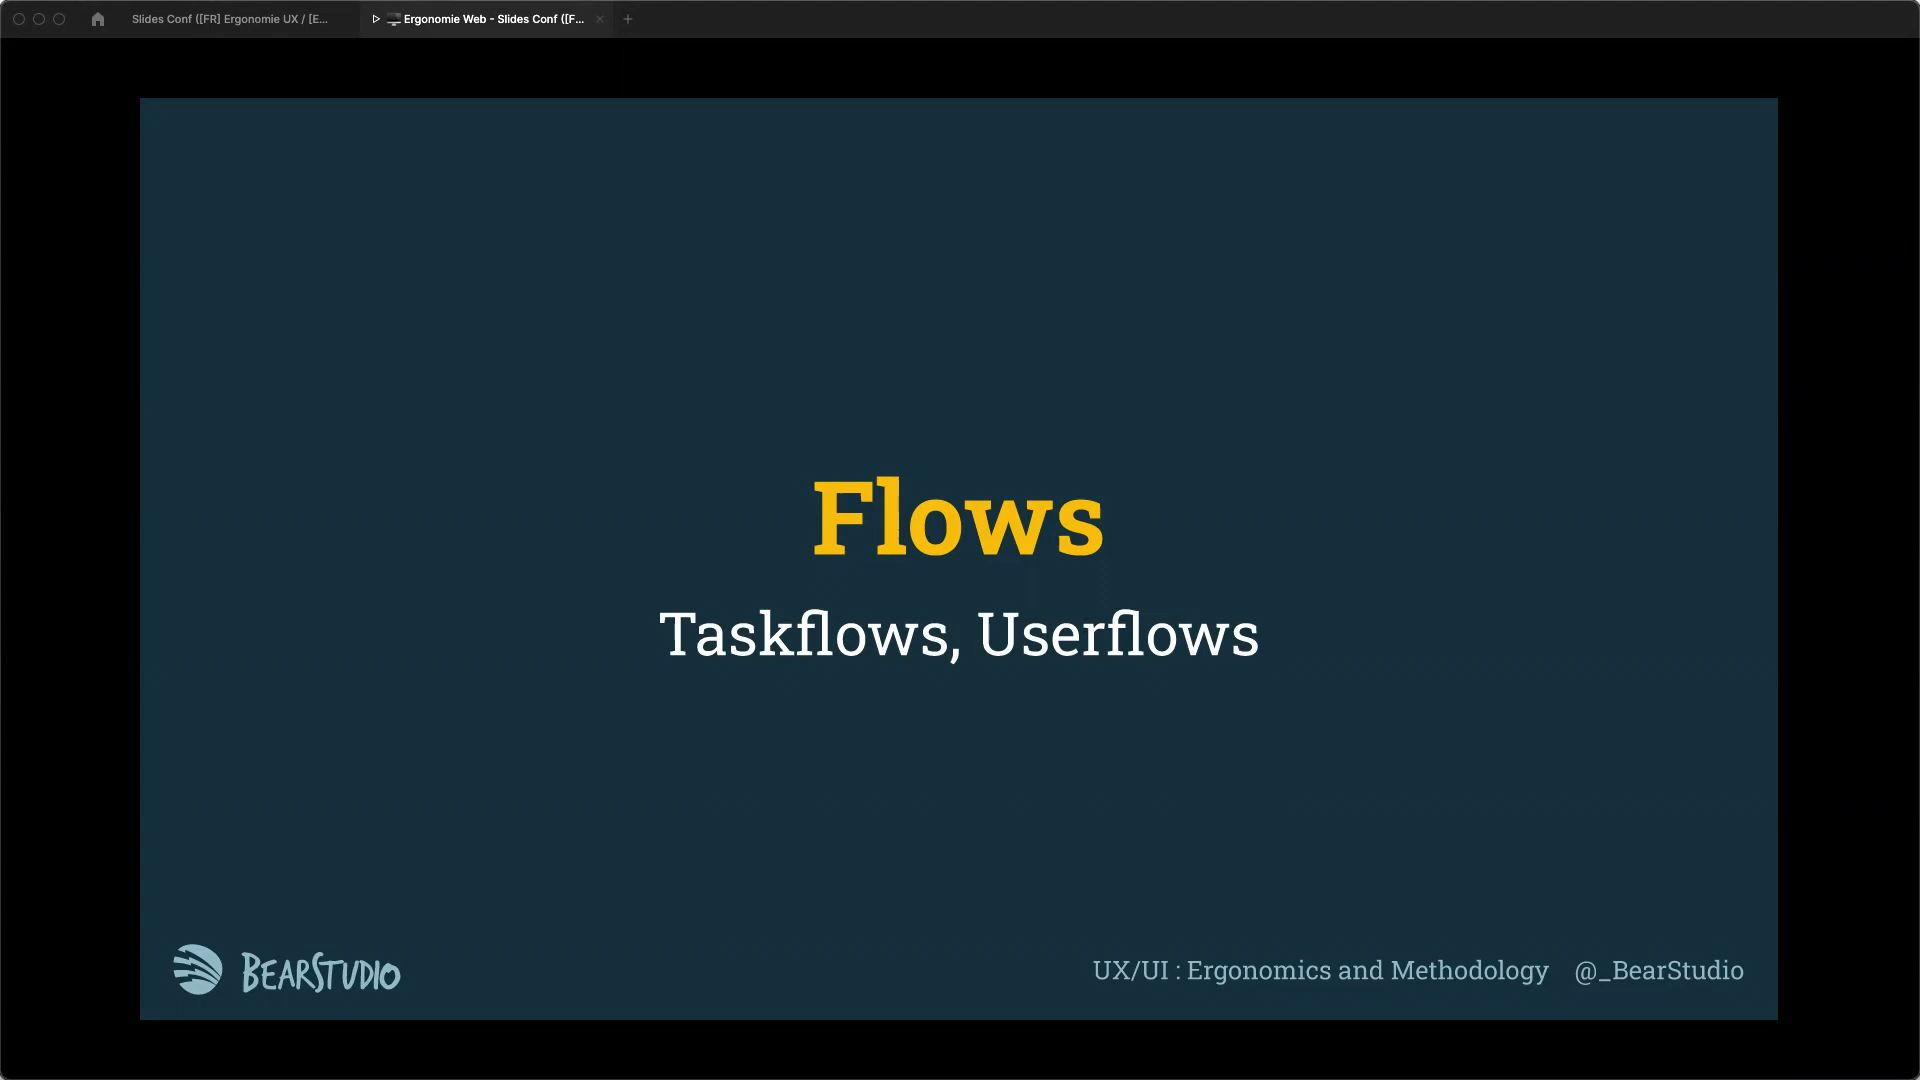 Slides Conf ([FR] Ergonomie UX / [E...
Ergonomie Web - Slides Conf ([F...
Flows
Taskflows, Userflows
BEARSTUDIO
UX/UI : Ergonomics and Methodology @_BearStudio